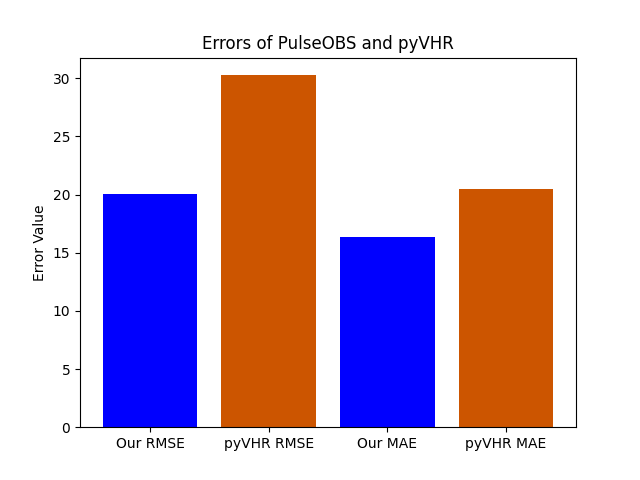 Errors of PulseOBS and pyVHR
Error Value
30
25
20
15
10
5
0
Our RMSE
pyVHR RMSE
Our MAE
pyVHR MAE